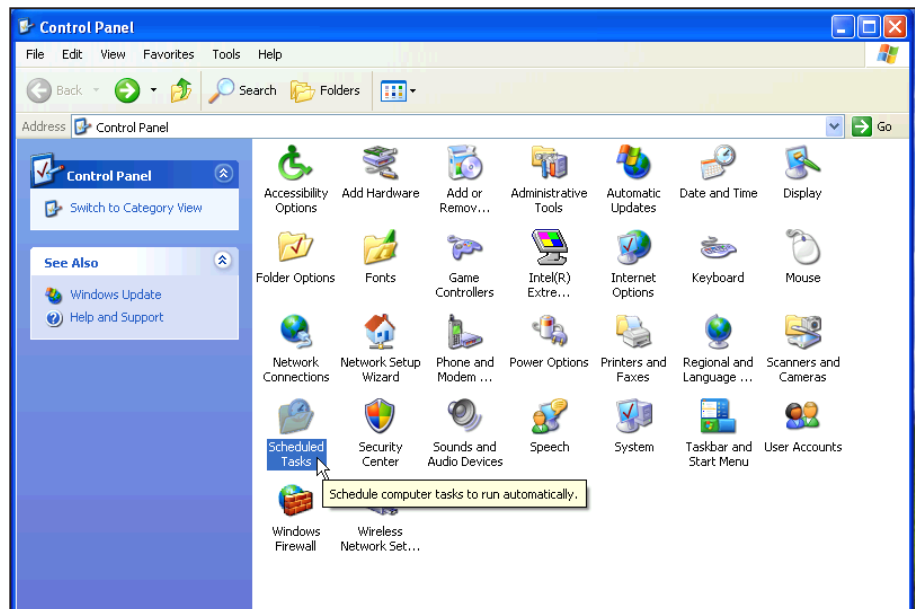 Control Panel
File Edit View Favorites Tools Help
Back Search Folders
Address Control Panel Go
Control Panel
Switch to Category View
See Also
Windows Update
Help and Support
Accessibility Options
Add Hardware
Add or Remov...
Administrative Tools
Automatic Updates
Date and Time
Display
Folder Options
Fonts
Game Controllers
Intel(R) Extre...
Internet Options
Keyboard
Mouse
Network Connections
Network Setup Wizard
Phone and Modem ...
Power Options
Printers and Faxes
Regional and Language ...
Scanners and Cameras
Scheduled Tasks
Security Center
Sounds and Audio Devices
Speech
System
Taskbar and Start Menu
User Accounts
Schedule computer tasks to run automatically.
Windows Firewall
Wireless Network Set...